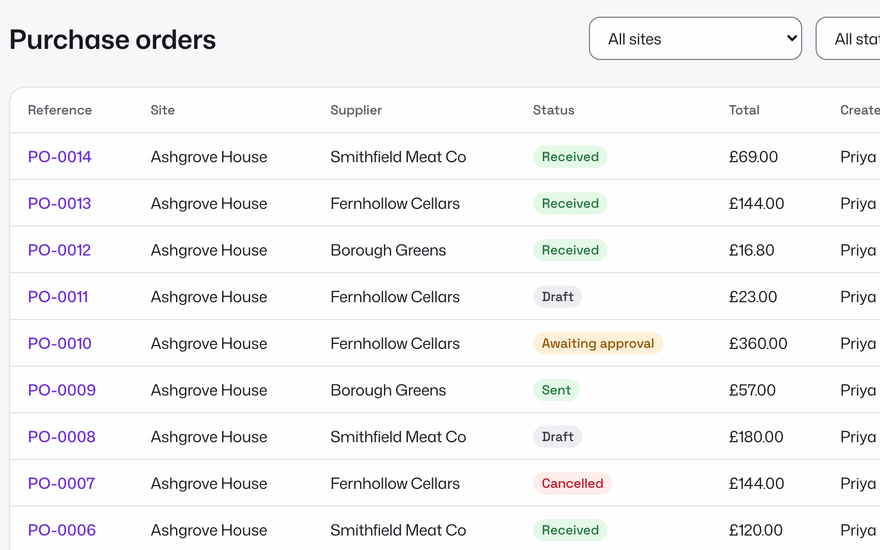 Purchase orders All sites All stat
Reference Site Supplier Status Total Create
PO-0014 Ashgrove House Smithfield Meat Co Received £69.00 Priya
PO-0013 Ashgrove House Fernhollow Cellars Received £144.00 Priya
PO-0012 Ashgrove House Borough Greens Received £16.80 Priya
PO-0011 Ashgrove House Fernhollow Cellars Draft £23.00 Priya
PO-0010 Ashgrove House Fernhollow Cellars Awaiting approval £360.00 Priya
PO-0009 Ashgrove House Borough Greens Sent £57.00 Priya
PO-0008 Ashgrove House Smithfield Meat Co Draft £180.00 Priya
PO-0007 Ashgrove House Fernhollow Cellars Cancelled £144.00 Priya
PO-0006 Ashgrove House Smithfield Meat Co Received £120.00 Priya